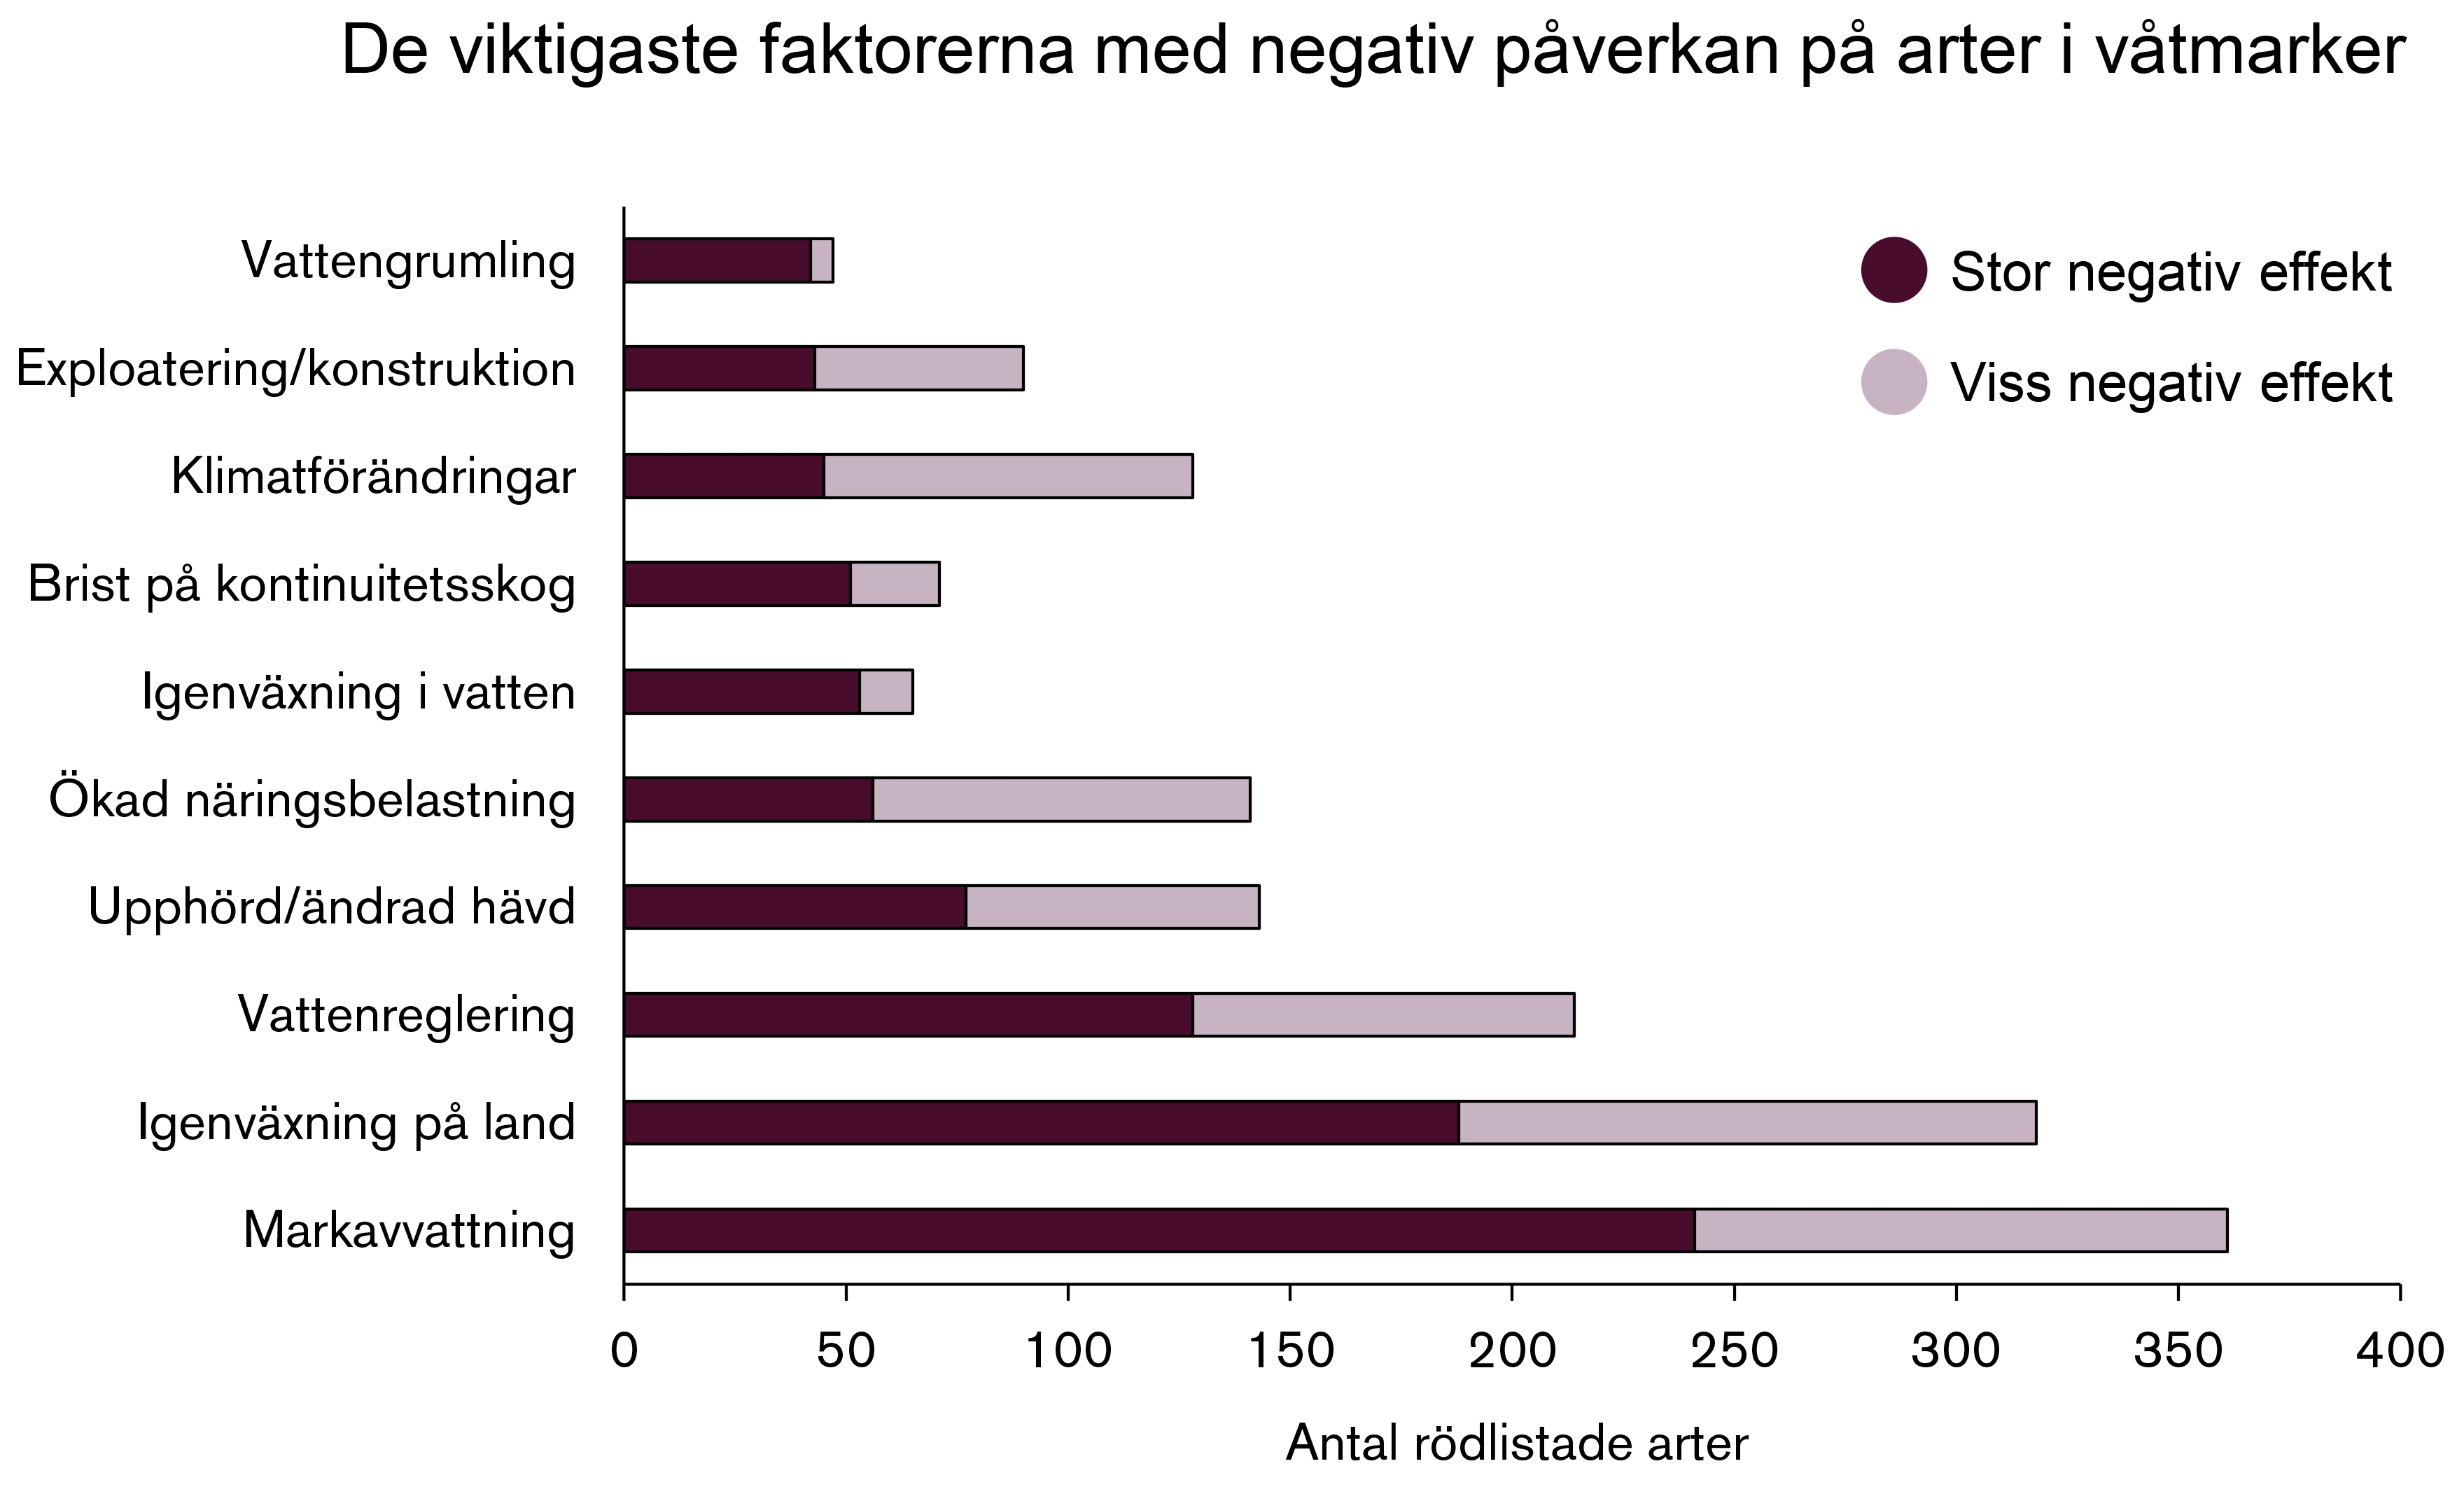 De viktigaste faktorerna med negativ påverkan på arter i våtmarker
Stor negativ effekt
Viss negativ effekt
Vattengrumling
Exploatering/konstruktion
Klimatförändringar
Brist på kontinuitetsskog
Igenväxning i vatten
Ökad näringsbelastning
Upphörd/ändrad hävd
Vattenreglering
Igenväxning på land
Markavvattning
0 50 100 150 200 250 300 350 400
Antal rödlistade arter